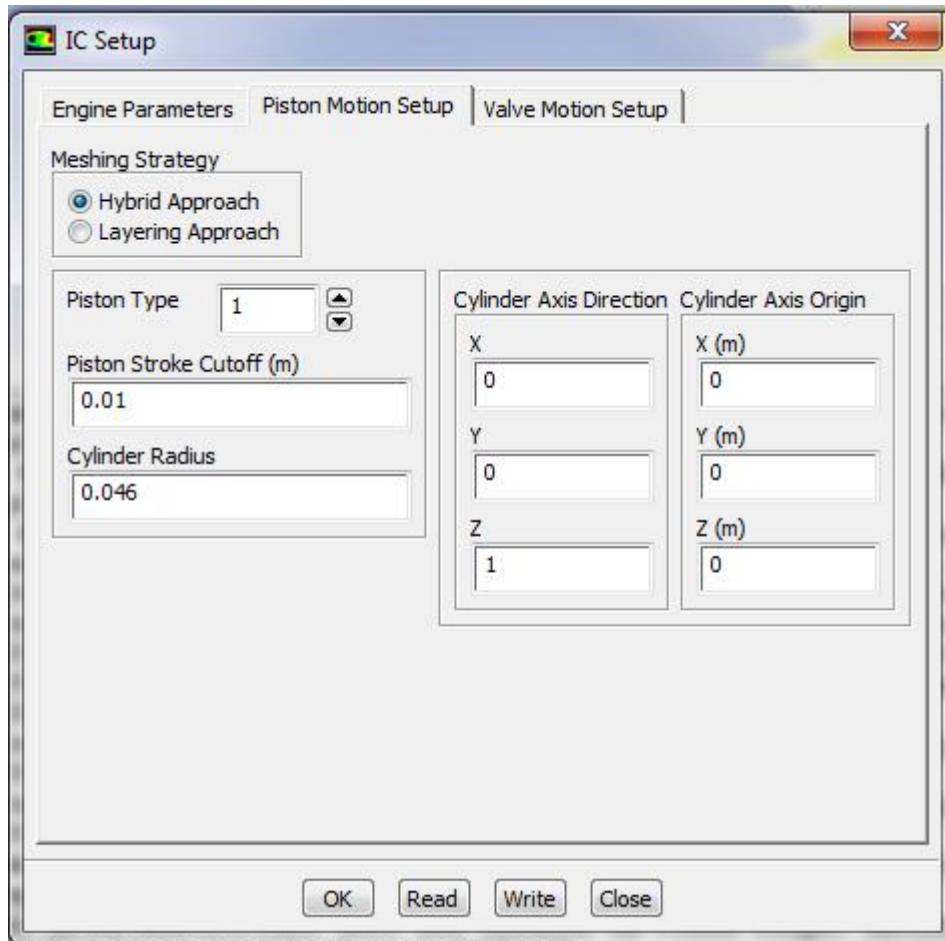 IC Setup
Engine Parameters Piston Motion Setup Valve Motion Setup
Meshing Strategy
Hybrid Approach
Layering Approach
Piston Type 1
Piston Stroke Cutoff (m)
0.01
Cylinder Radius
0.046
Cylinder Axis Direction
X
0
Y
0
Z
1
Cylinder Axis Origin
X (m)
0
Y (m)
0
Z (m)
0
OK Read Write Close